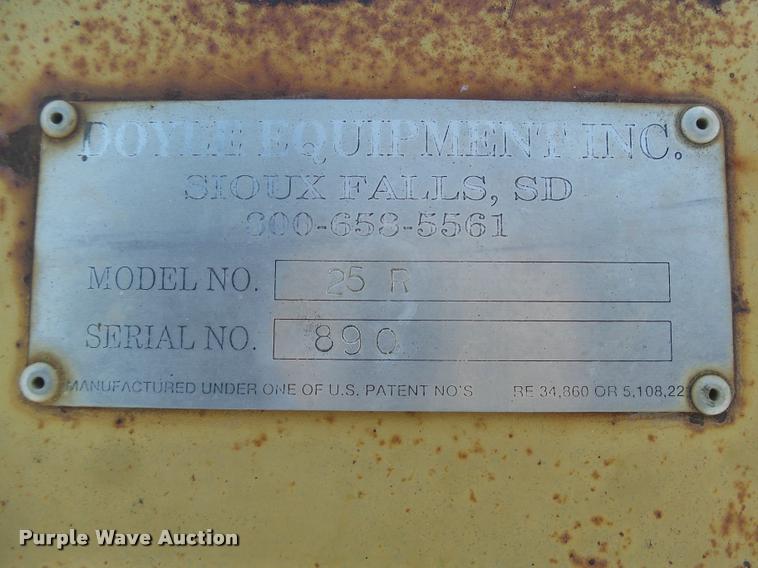 DOYLE EQUIPMENT INC.
SIOUX FALLS, SD
800-658-5561
MODEL NO. 25 R
SERIAL NO. 890
MANUFACTURED UNDER ONE OF U.S. PATENT NO'S RE 34,860 OR 5,108,22
Purple Wave Auction